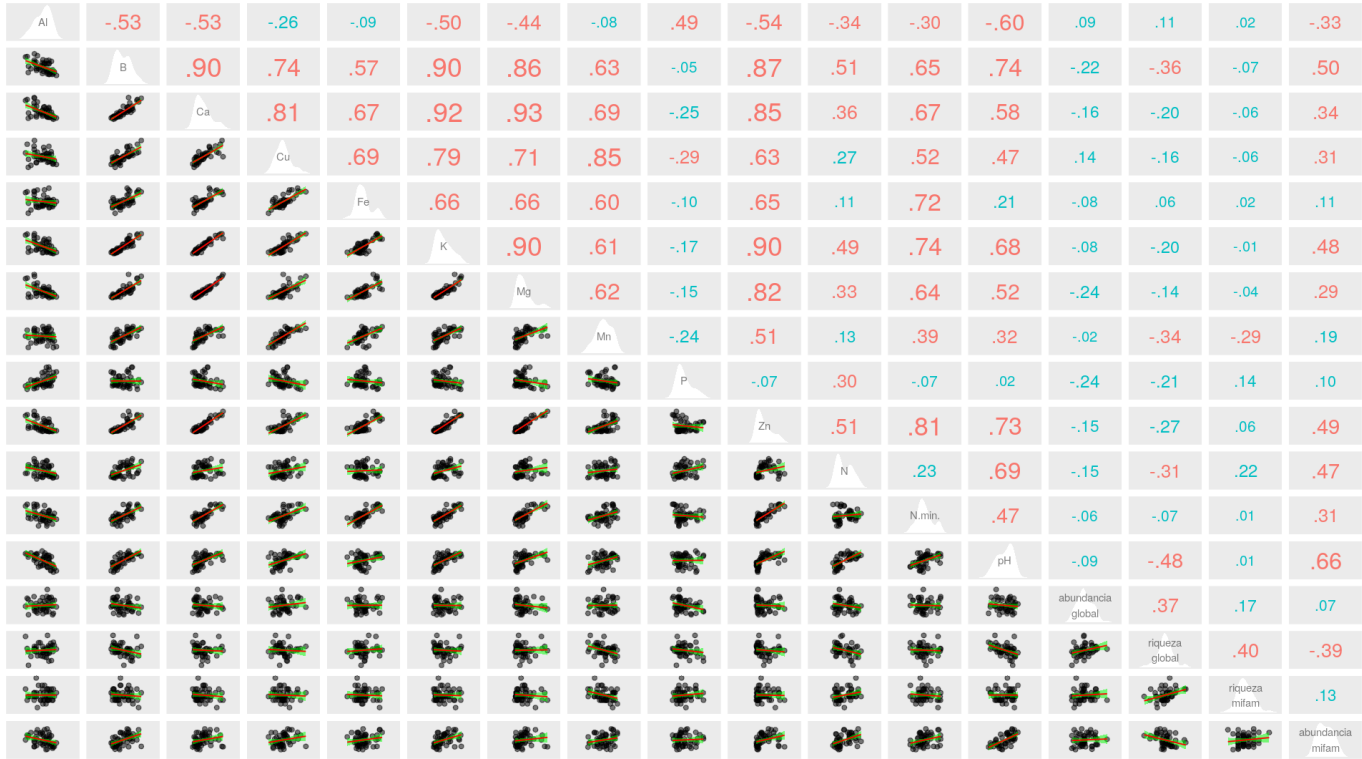 Al -.53 -.53 -.26 -.09 -.50 -.44 -.08 .49 -.54 -.34 -.30 -.60 .09 .11 .02 -.33
B .90 .74 .57 .90 .86 .63 -.05 .87 .51 .65 .74 -.22 -.36 -.07 .50
Ca .81 .67 .92 .93 .69 -.25 .85 .36 .67 .58 -.16 -.20 -.06 .34
Cu .69 .79 .71 .85 -.29 .63 .27 .52 .47 .14 -.16 -.06 .31
Fe .66 .66 .60 -.10 .65 .11 .72 .21 -.08 .06 .02 .11
K .90 .61 -.17 .90 .49 .74 .68 -.08 -.20 -.01 .48
Mg .62 -.15 .82 .33 .64 .52 -.24 -.14 -.04 .29
Mn -.24 .51 .13 .39 .32 -.02 -.34 -.29 .19
P -.07 .30 -.07 .02 -.24 -.21 .14 .10
Zn .51 .81 .73 -.15 -.27 .06 .49
N .23 .69 -.15 -.31 .22 .47
N.min. .47 -.06 -.07 .01 .31
pH -.09 -.48 .01 .66
abundancia
global .37 .17 .07
riqueza
global .40 -.39
riqueza
mifam .13
abundancia
mifam